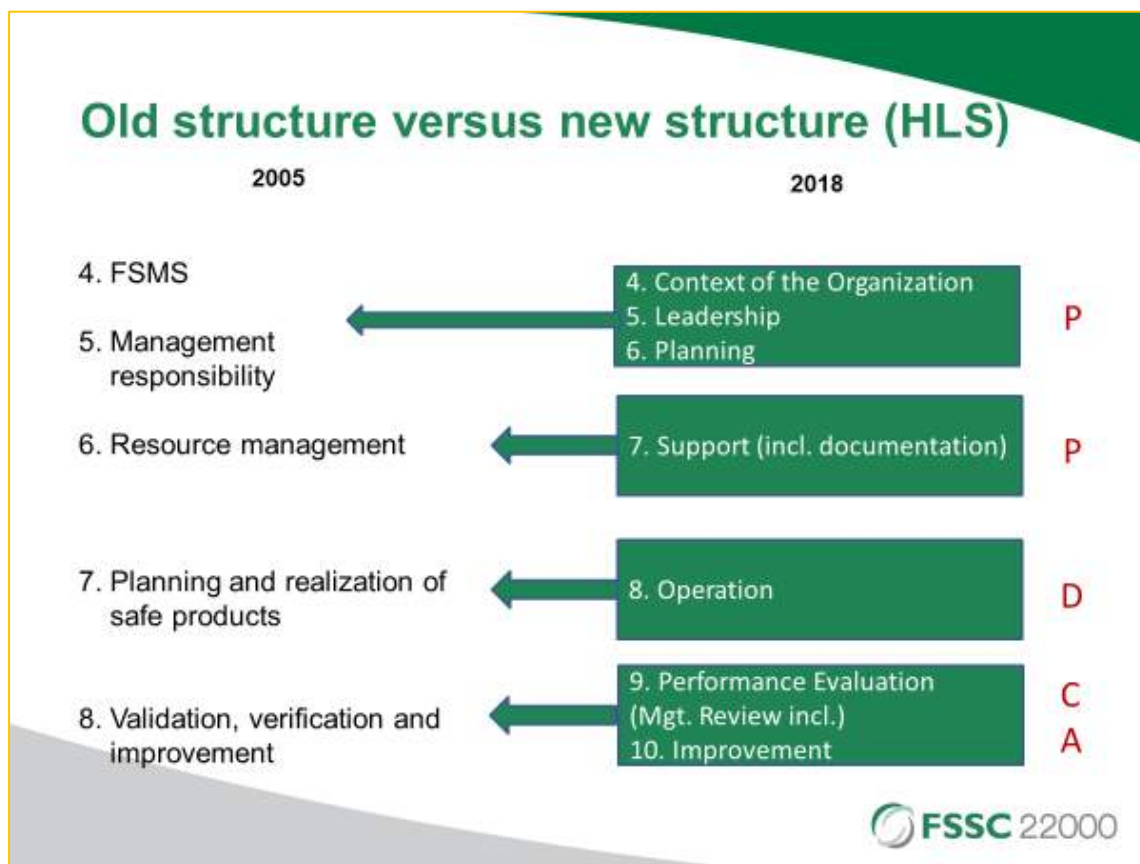 Old structure versus new structure (HLS)
2005
2018
4. FSMS
5. Management
responsibility
6. Resource management
7. Planning and realization of
safe products
8. Validation, verification and
improvement
4. Context of the Organization
5. Leadership
6. Planning
P
7. Support (incl. documentation)
P
8. Operation
D
9. Performance Evaluation
(Mgt. Review incl.)
10. Improvement
C
A
FSSC 22000